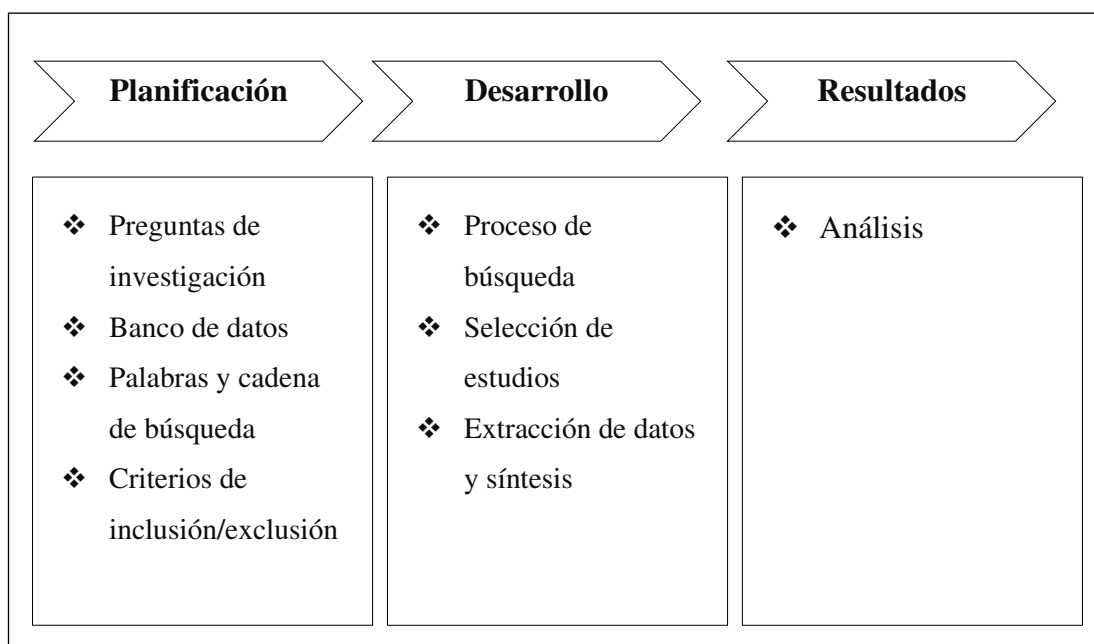 Planificación
Desarrollo
Resultados
❖ Preguntas de
investigación
❖ Banco de datos
❖ Palabras y cadena
de búsqueda
❖ Criterios de
inclusión/exclusión
❖ Proceso de
búsqueda
❖ Selección de
estudios
❖ Extracción de datos
y síntesis
❖ Análisis